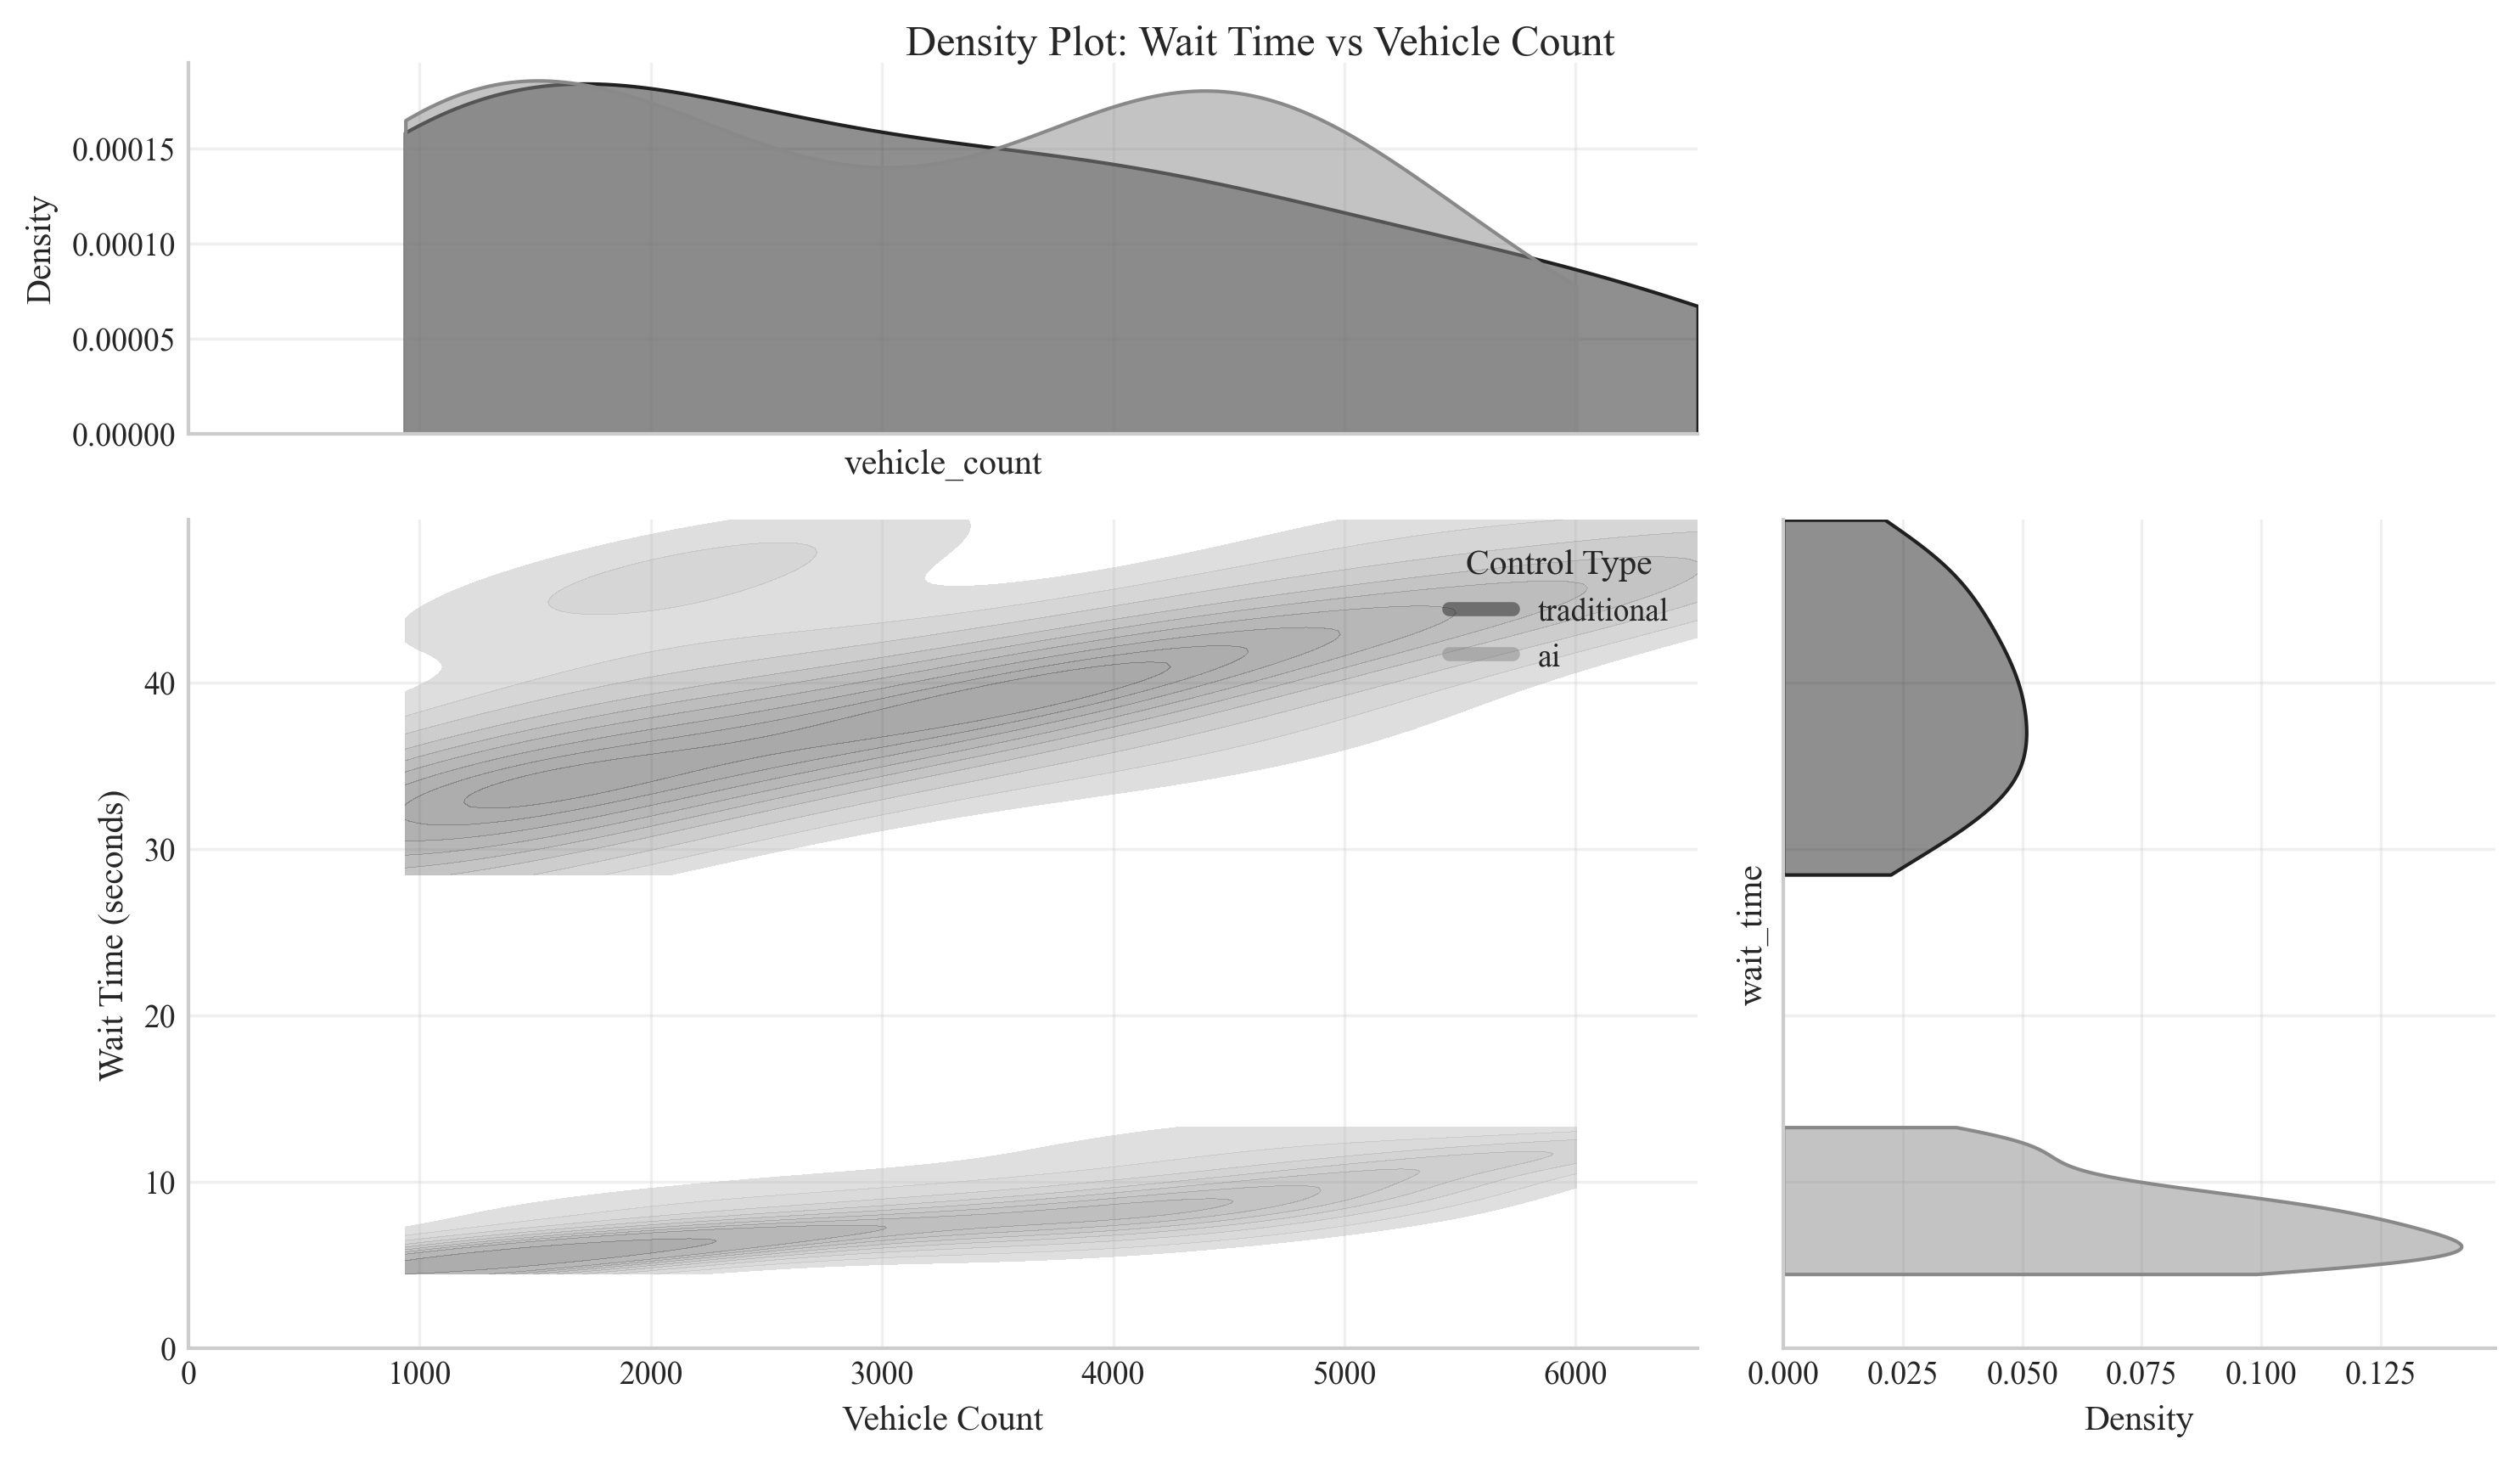 Density Plot: Wait Time vs Vehicle Count
Density
0.00015
0.00010
0.00005
0.00000
vehicle_count
Control Type
traditional
ai
Wait Time (seconds)
40
30
20
10
0
0 1000 2000 3000 4000 5000 6000
Vehicle Count
wait_time
0.000 0.025 0.050 0.075 0.100 0.125
Density